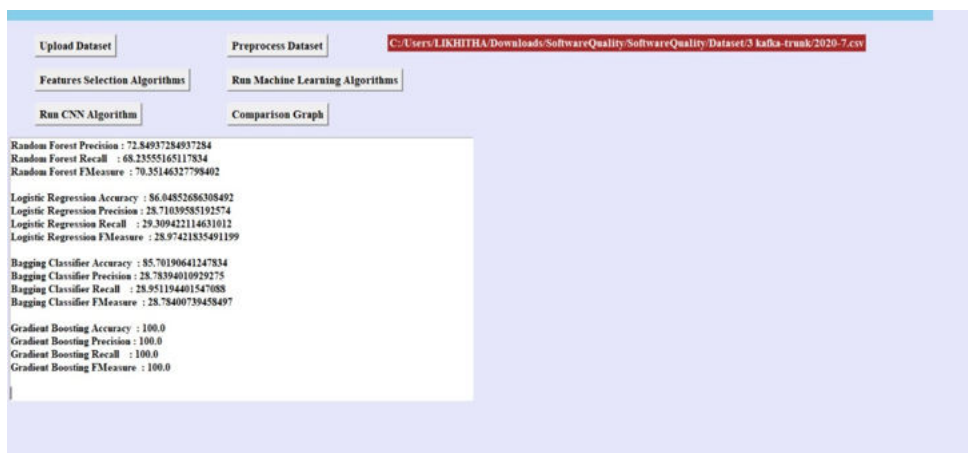 Upload Dataset
Preprocess Dataset
C:/Users/LIKHITHA/Downloads/SoftwareQuality/SoftwareQuality/Dataset/3 kafka-trunk/2020-7.csv
Features Selection Algorithms
Run Machine Learning Algorithms
Run CNN Algorithm
Comparison Graph
Random Forest Precision : 72.84937284937284
Random Forest Recall : 68.23555165117834
Random Forest FMeasure : 70.35146327798402
Logistic Regression Accuracy : 86.04852686308492
Logistic Regression Precision : 28.71039585192574
Logistic Regression Recall : 29.309422114631012
Logistic Regression FMeasure : 28.97421835491199
Bagging Classifier Accuracy : 85.70190641247834
Bagging Classifier Precision : 28.78394010929275
Bagging Classifier Recall : 28.951194401547088
Bagging Classifier FMeasure : 28.78400739458497
Gradient Boosting Accuracy : 100.0
Gradient Boosting Precision : 100.0
Gradient Boosting Recall : 100.0
Gradient Boosting FMeasure : 100.0